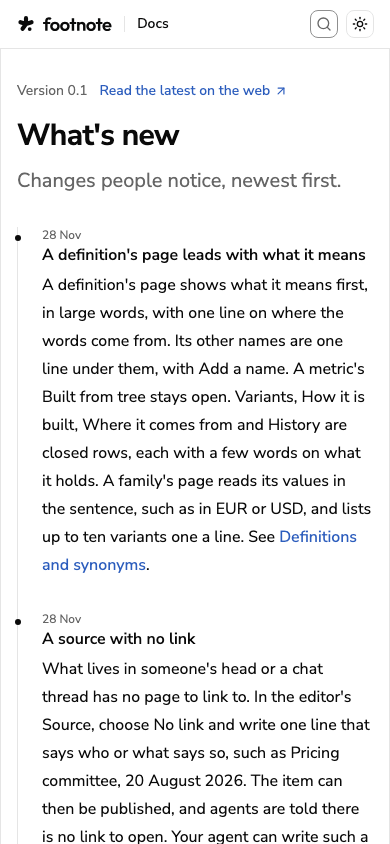 footnote
Docs
Version 0.1 Read the latest on the web ↗
What's new
Changes people notice, newest first.
28 Nov
A definition's page leads with what it means
A definition's page shows what it means first,
in large words, with one line on where the
words come from. Its other names are one
line under them, with Add a name. A metric's
Built from tree stays open. Variants, How it is
built, Where it comes from and History are
closed rows, each with a few words on what
it holds. A family's page reads its values in
the sentence, such as in EUR or USD, and lists
up to ten variants one a line. See Definitions
and synonyms.
28 Nov
A source with no link
What lives in someone's head or a chat
thread has no page to link to. In the editor's
Source, choose No link and write one line that
says who or what says so, such as Pricing
committee, 20 August 2026. The item can
then be published, and agents are told there
is no link to open. Your agent can write such a